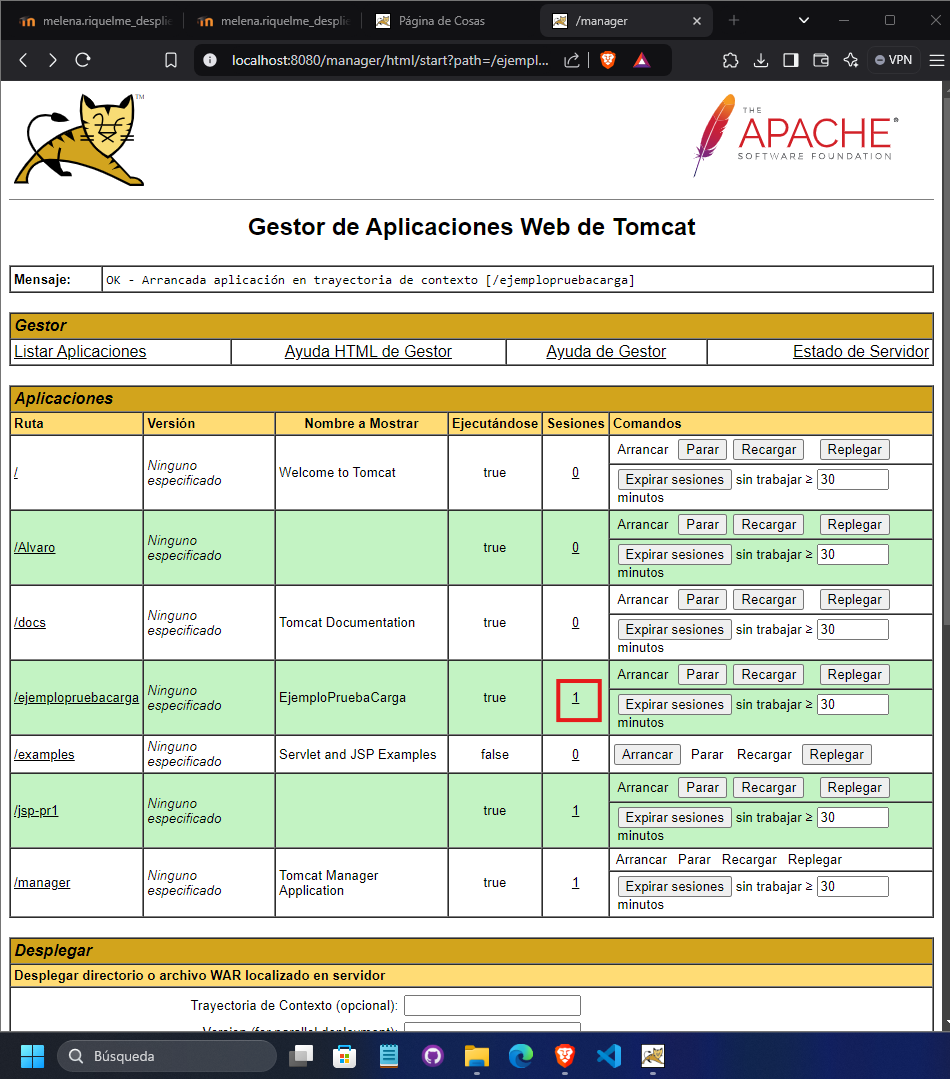 melena.riquelme_desplie
melena.riquelme_desplie
Página de Cosas
/manager
localhost:8080/manager/html/start?path=/ejempl...
VPN
TM
THE
APACHE®
SOFTWARE FOUNDATION
Gestor de Aplicaciones Web de Tomcat
Mensaje: OK - Arrancada aplicación en trayectoria de contexto [/ejemplopruebacarga]
Gestor
Listar Aplicaciones Ayuda HTML de Gestor Ayuda de Gestor Estado de Servidor
Aplicaciones
Ruta Versión Nombre a Mostrar Ejecutándose Sesiones Comandos
/ Ninguno especificado Welcome to Tomcat true 0
Arrancar Parar Recargar Replegar
Expirar sesiones sin trabajar ≥ 30
minutos
/Alvaro Ninguno especificado true 0
Arrancar Parar Recargar Replegar
Expirar sesiones sin trabajar ≥ 30
minutos
/docs Ninguno especificado Tomcat Documentation true 0
Arrancar Parar Recargar Replegar
Expirar sesiones sin trabajar ≥ 30
minutos
/ejemplopruebacarga Ninguno especificado EjemploPruebaCarga true 1
Arrancar Parar Recargar Replegar
Expirar sesiones sin trabajar ≥ 30
minutos
/examples Ninguno especificado Servlet and JSP Examples false 0
Arrancar Parar Recargar Replegar
/jsp-pr1 Ninguno especificado true 1
Arrancar Parar Recargar Replegar
Expirar sesiones sin trabajar ≥ 30
minutos
/manager Ninguno especificado Tomcat Manager Application true 1
Arrancar Parar Recargar Replegar
Expirar sesiones sin trabajar ≥ 30
minutos
Desplegar
Desplegar directorio o archivo WAR localizado en servidor
Trayectoria de Contexto (opcional):
Version (for parallel deployment):
Búsqueda